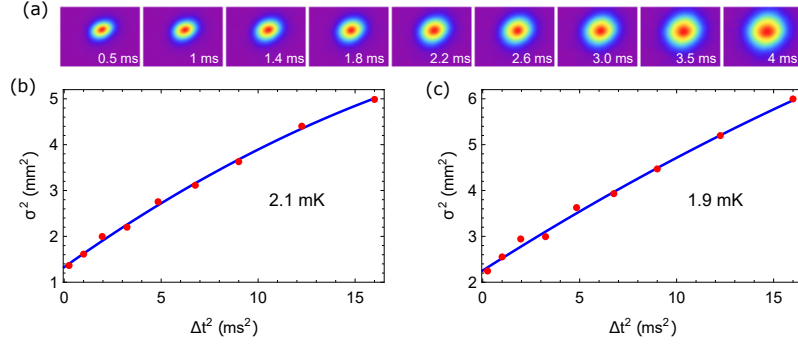 (a)
0.5 ms 1 ms 1.4 ms 1.8 ms 2.2 ms 2.6 ms 3.0 ms 3.5 ms 4 ms
(b)
5
4
3
2
1
σ² (mm²)
2.1 mK
0 5 10 15
Δt² (ms²)
(c)
6
5
4
3
2
σ² (mm²)
1.9 mK
0 5 10 15
Δt² (ms²)